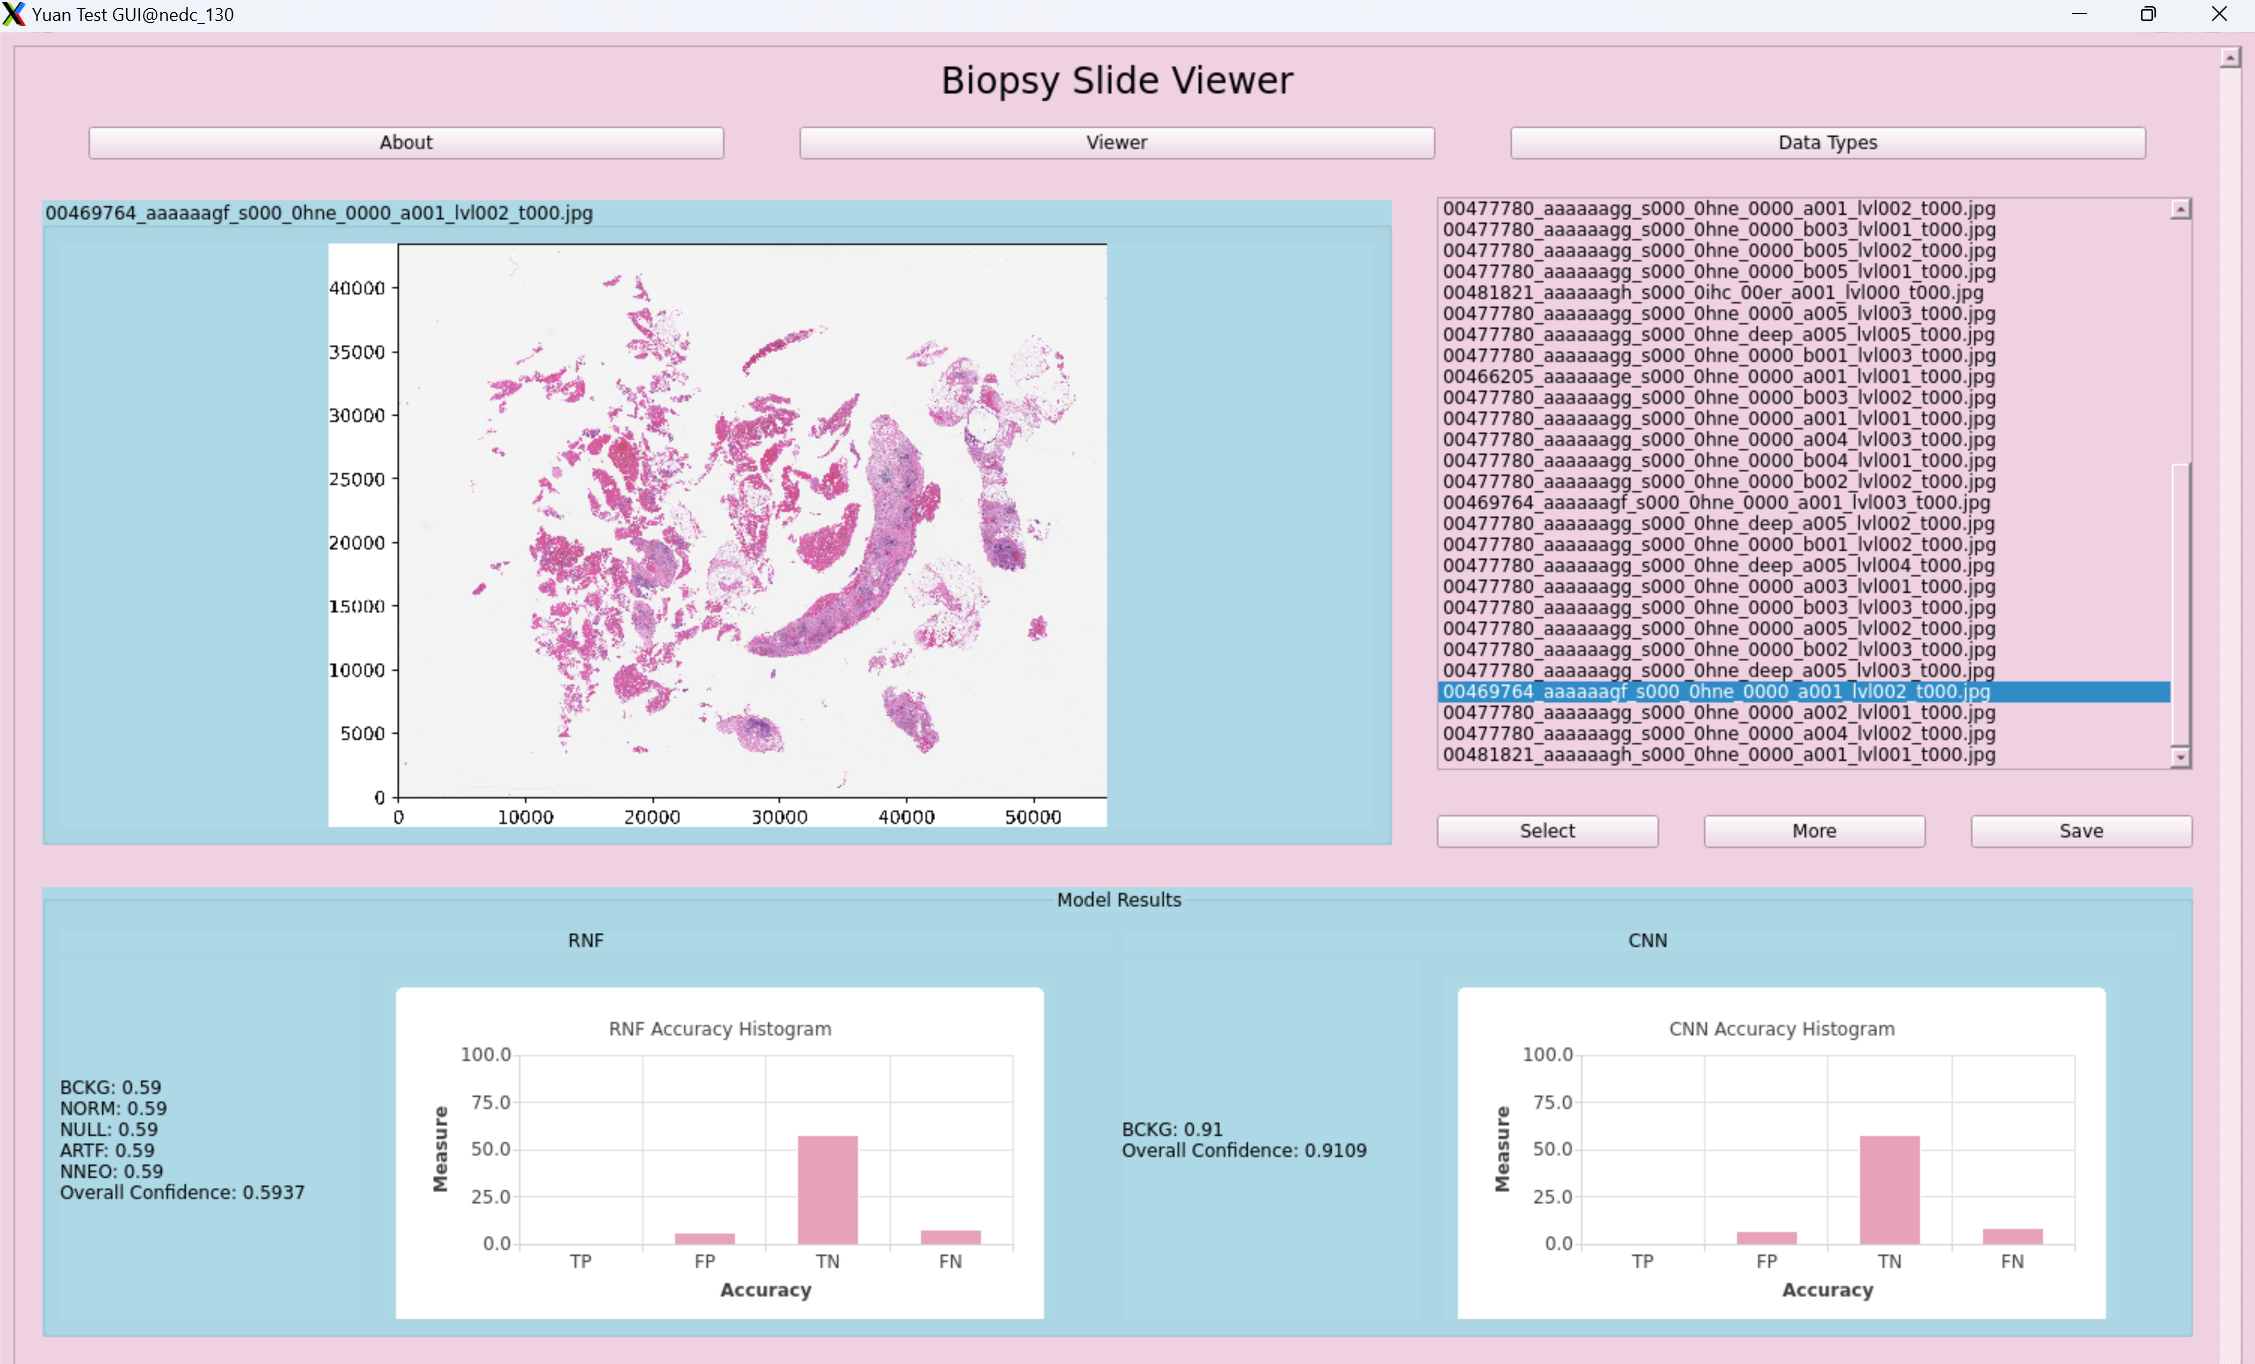 Yuan Test GUI@nedc_130
Biopsy Slide Viewer
About
Viewer
Data Types
00469764_aaaaaagf_s000_0hne_0000_a001_lvl002_t000.jpg
40000
35000
30000
25000
20000
15000
10000
5000
0
0 10000 20000 30000 40000 50000
00477780_aaaaaagg_s000_0hne_0000_a001_lvl002_t000.jpg
00477780_aaaaaagg_s000_0hne_0000_b003_lvl001_t000.jpg
00477780_aaaaaagg_s000_0hne_0000_b005_lvl002_t000.jpg
00477780_aaaaaagg_s000_0hne_0000_b005_lvl001_t000.jpg
00481821_aaaaaagh_s000_0ihc_00er_a001_lvl000_t000.jpg
00477780_aaaaaagg_s000_0hne_0000_a005_lvl003_t000.jpg
00477780_aaaaaagg_s000_0hne_deep_a005_lvl005_t000.jpg
00477780_aaaaaagg_s000_0hne_0000_b001_lvl003_t000.jpg
00466205_aaaaaage_s000_0hne_0000_a001_lvl001_t000.jpg
00477780_aaaaaagg_s000_0hne_0000_b003_lvl002_t000.jpg
00477780_aaaaaagg_s000_0hne_0000_a001_lvl001_t000.jpg
00477780_aaaaaagg_s000_0hne_0000_a004_lvl003_t000.jpg
00477780_aaaaaagg_s000_0hne_0000_b004_lvl001_t000.jpg
00477780_aaaaaagg_s000_0hne_0000_b002_lvl002_t000.jpg
00469764_aaaaaagf_s000_0hne_0000_a001_lvl003_t000.jpg
00477780_aaaaaagg_s000_0hne_deep_a005_lvl002_t000.jpg
00477780_aaaaaagg_s000_0hne_0000_b001_lvl002_t000.jpg
00477780_aaaaaagg_s000_0hne_deep_a005_lvl004_t000.jpg
00477780_aaaaaagg_s000_0hne_0000_a003_lvl001_t000.jpg
00477780_aaaaaagg_s000_0hne_0000_b003_lvl003_t000.jpg
00477780_aaaaaagg_s000_0hne_0000_a005_lvl002_t000.jpg
00477780_aaaaaagg_s000_0hne_0000_b002_lvl003_t000.jpg
00477780_aaaaaagg_s000_0hne_deep_a005_lvl003_t000.jpg
00469764_aaaaaagf_s000_0hne_0000_a001_lvl002_t000.jpg
00477780_aaaaaagg_s000_0hne_0000_a002_lvl001_t000.jpg
00477780_aaaaaagg_s000_0hne_0000_a004_lvl002_t000.jpg
00481821_aaaaaagh_s000_0hne_0000_a001_lvl001_t000.jpg
Select
More
Save
Model Results
RNF
BCKG: 0.59
NORM: 0.59
NULL: 0.59
ARTF: 0.59
NNEO: 0.59
Overall Confidence: 0.5937
RNF Accuracy Histogram
Measure
100.0
75.0
50.0
25.0
0.0
TP FP TN FN
Accuracy
CNN
BCKG: 0.91
Overall Confidence: 0.9109
CNN Accuracy Histogram
Measure
100.0
75.0
50.0
25.0
0.0
TP FP TN FN
Accuracy